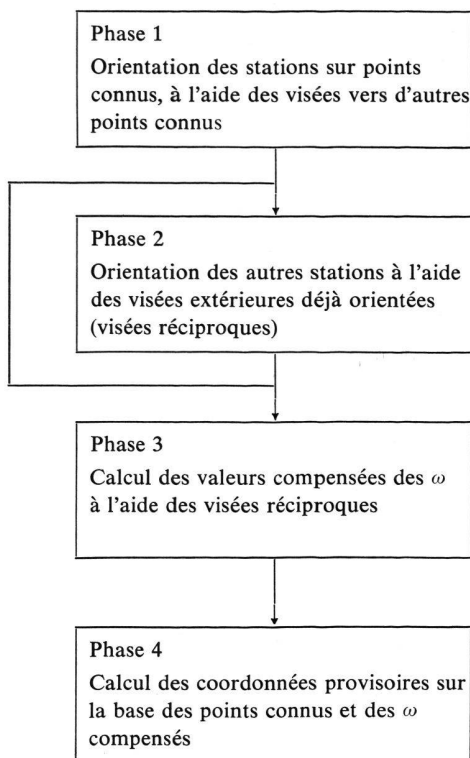 Phase 1
Orientation des stations sur points
connus, à l'aide des visées vers d'autres
points connus
Phase 2
Orientation des autres stations à l'aide
des visées extérieures déjà orientées
(visées réciproques)
Phase 3
Calcul des valeurs compensées des ω
à l'aide des visées réciproques
Phase 4
Calcul des coordonnées provisoires sur
la base des points connus et des ω
compensés